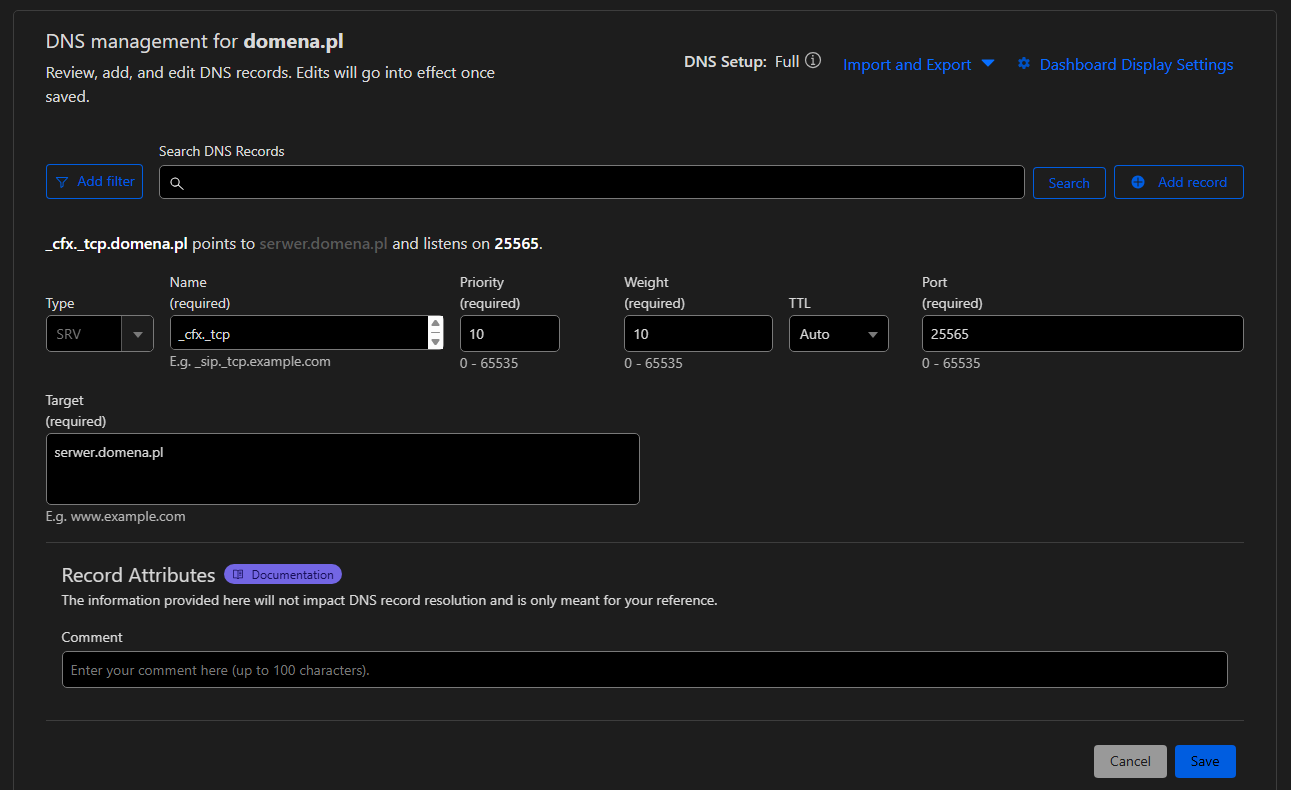 DNS management for domena.pl
Review, add, and edit DNS records. Edits will go into effect once
saved.
DNS Setup: Full
Import and Export
Dashboard Display Settings
Search DNS Records
Add filter
Search
Add record
_cfx._tcp.domena.pl points to serwer.domena.pl and listens on 25565.
Type
SRV
Name
(required)
_cfx._tcp
E.g. _sip._tcp.example.com
Priority
(required)
10
0 - 65535
Weight
(required)
10
0 - 65535
TTL
Auto
Port
(required)
25565
0 - 65535
Target
(required)
serwer.domena.pl
E.g. www.example.com
Record Attributes
Documentation
The information provided here will not impact DNS record resolution and is only meant for your reference.
Comment
Enter your comment here (up to 100 characters).
Cancel
Save